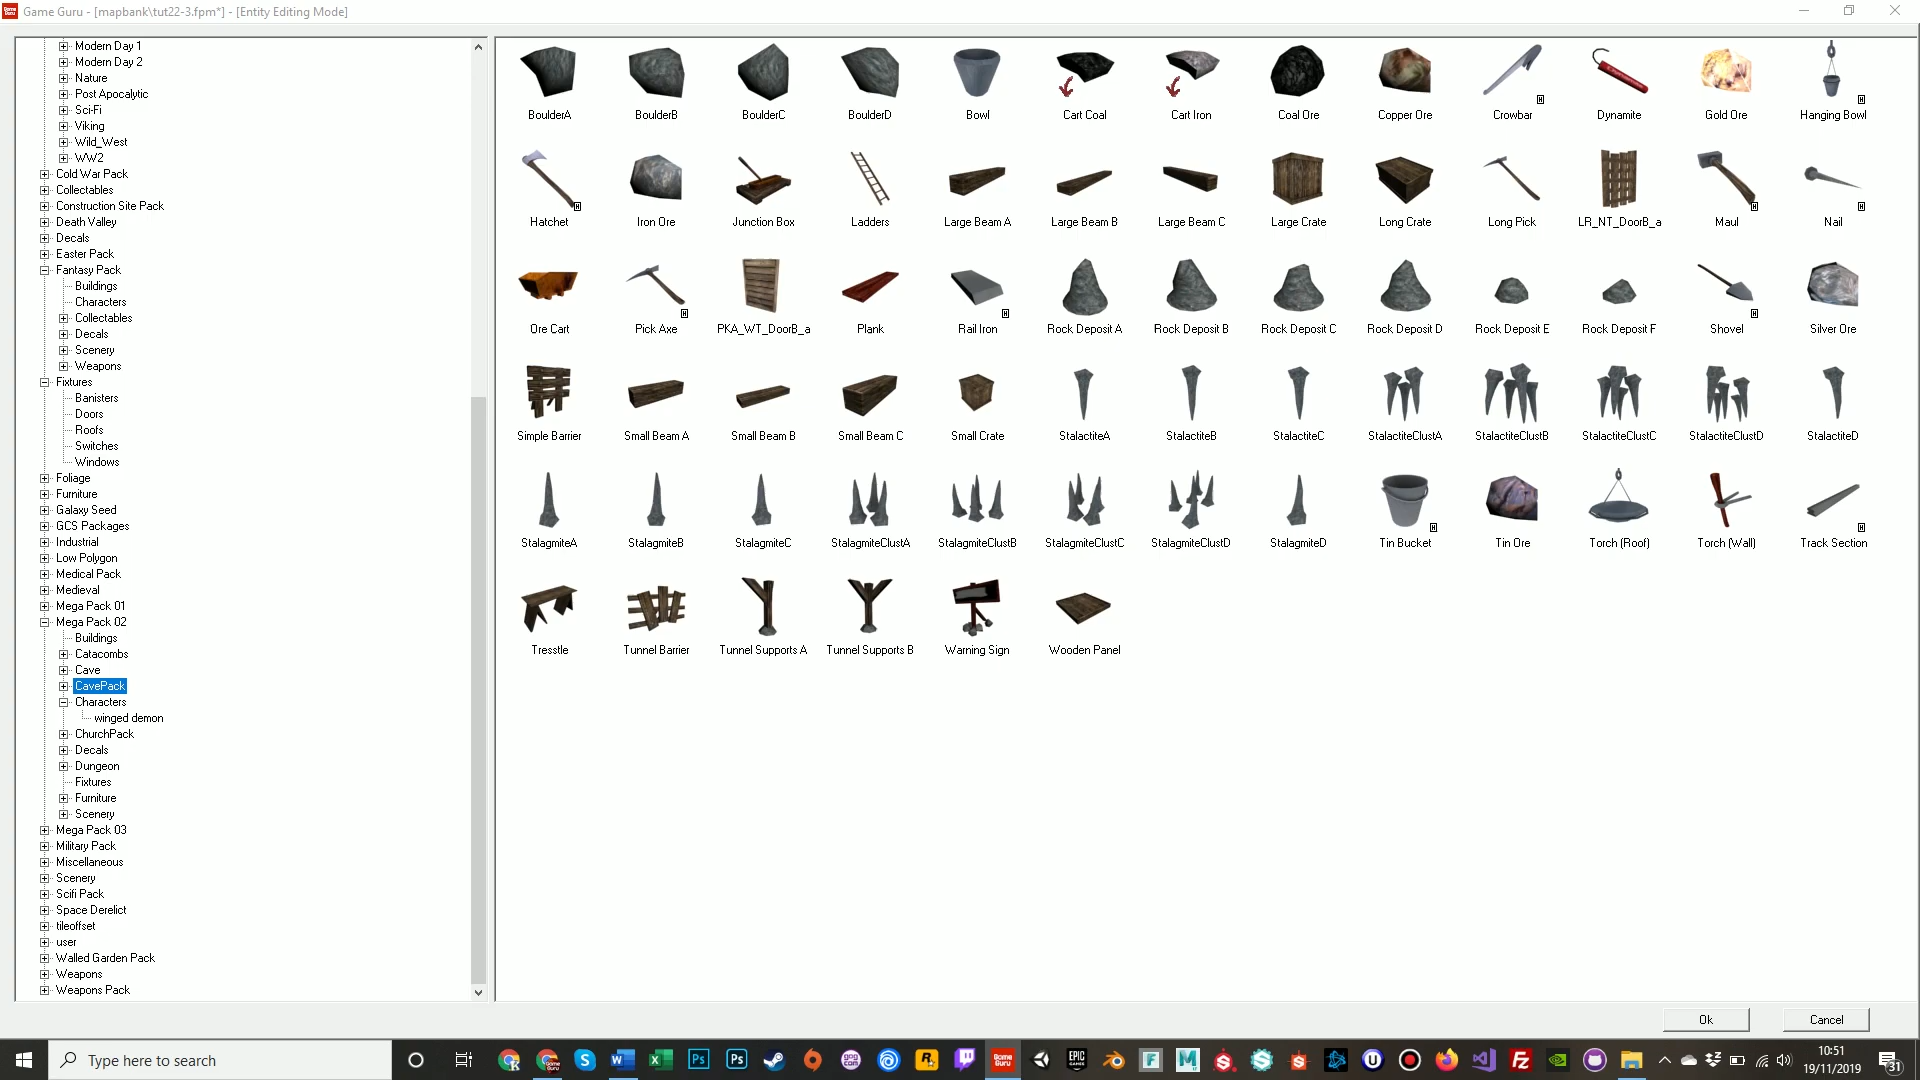 Game Guru - [mapbank\tut22-3.fpm*] - [Entity Editing Mode]
Modern Day 1
Modern Day 2
Nature
Post Apocalytic
Sci-Fi
Viking
Wild_West
WW2
Cold War Pack
Collectables
Construction Site Pack
Death Valley
Decals
Easter Pack
Fantasy Pack
Buildings
Characters
Collectables
Decals
Scenery
Weapons
Fixtures
Banisters
Doors
Roofs
Switches
Windows
Foliage
Furniture
Galaxy Seed
GCS Packages
Industrial
Low Polygon
Medical Pack
Medieval
Mega Pack 01
Mega Pack 02
Buildings
Catacombs
Cave
CavePack
Characters
winged demon
ChurchPack
Decals
Dungeon
Fixtures
Furniture
Scenery
Mega Pack 03
Military Pack
Miscellaneous
Scenery
Scifi Pack
Space Derelict
tileoffset
user
Walled Garden Pack
Weapons
Weapons Pack
BoulderA BoulderB BoulderC BoulderD Bowl Cart Coal Cart Iron Coal Ore Copper Ore Crowbar Dynamite Gold Ore Hanging Bowl
Hatchet Iron Ore Junction Box Ladders Large Beam A Large Beam B Large Beam C Large Crate Long Crate Long Pick LR_NT_DoorB_a Maul Nail
Ore Cart Pick Axe PKA_WT_DoorB_a Plank Rail Iron Rock Deposit A Rock Deposit B Rock Deposit C Rock Deposit D Rock Deposit E Rock Deposit F Shovel Silver Ore
Simple Barrier Small Beam A Small Beam B Small Beam C Small Crate StalactiteA StalactiteB StalactiteC StalactiteClustA StalactiteClustB StalactiteClustC StalactiteClustD StalactiteD
StalagmiteA StalagmiteB StalagmiteC StalagmiteClustA StalagmiteClustB StalagmiteClustC StalagmiteClustD StalagmiteD Tin Bucket Tin Ore Torch (Roof) Torch (Wall) Track Section
Tresstle Tunnel Barrier Tunnel Supports A Tunnel Supports B Warning Sign Wooden Panel
Ok Cancel
Type here to search
10:51
19/11/2019
31